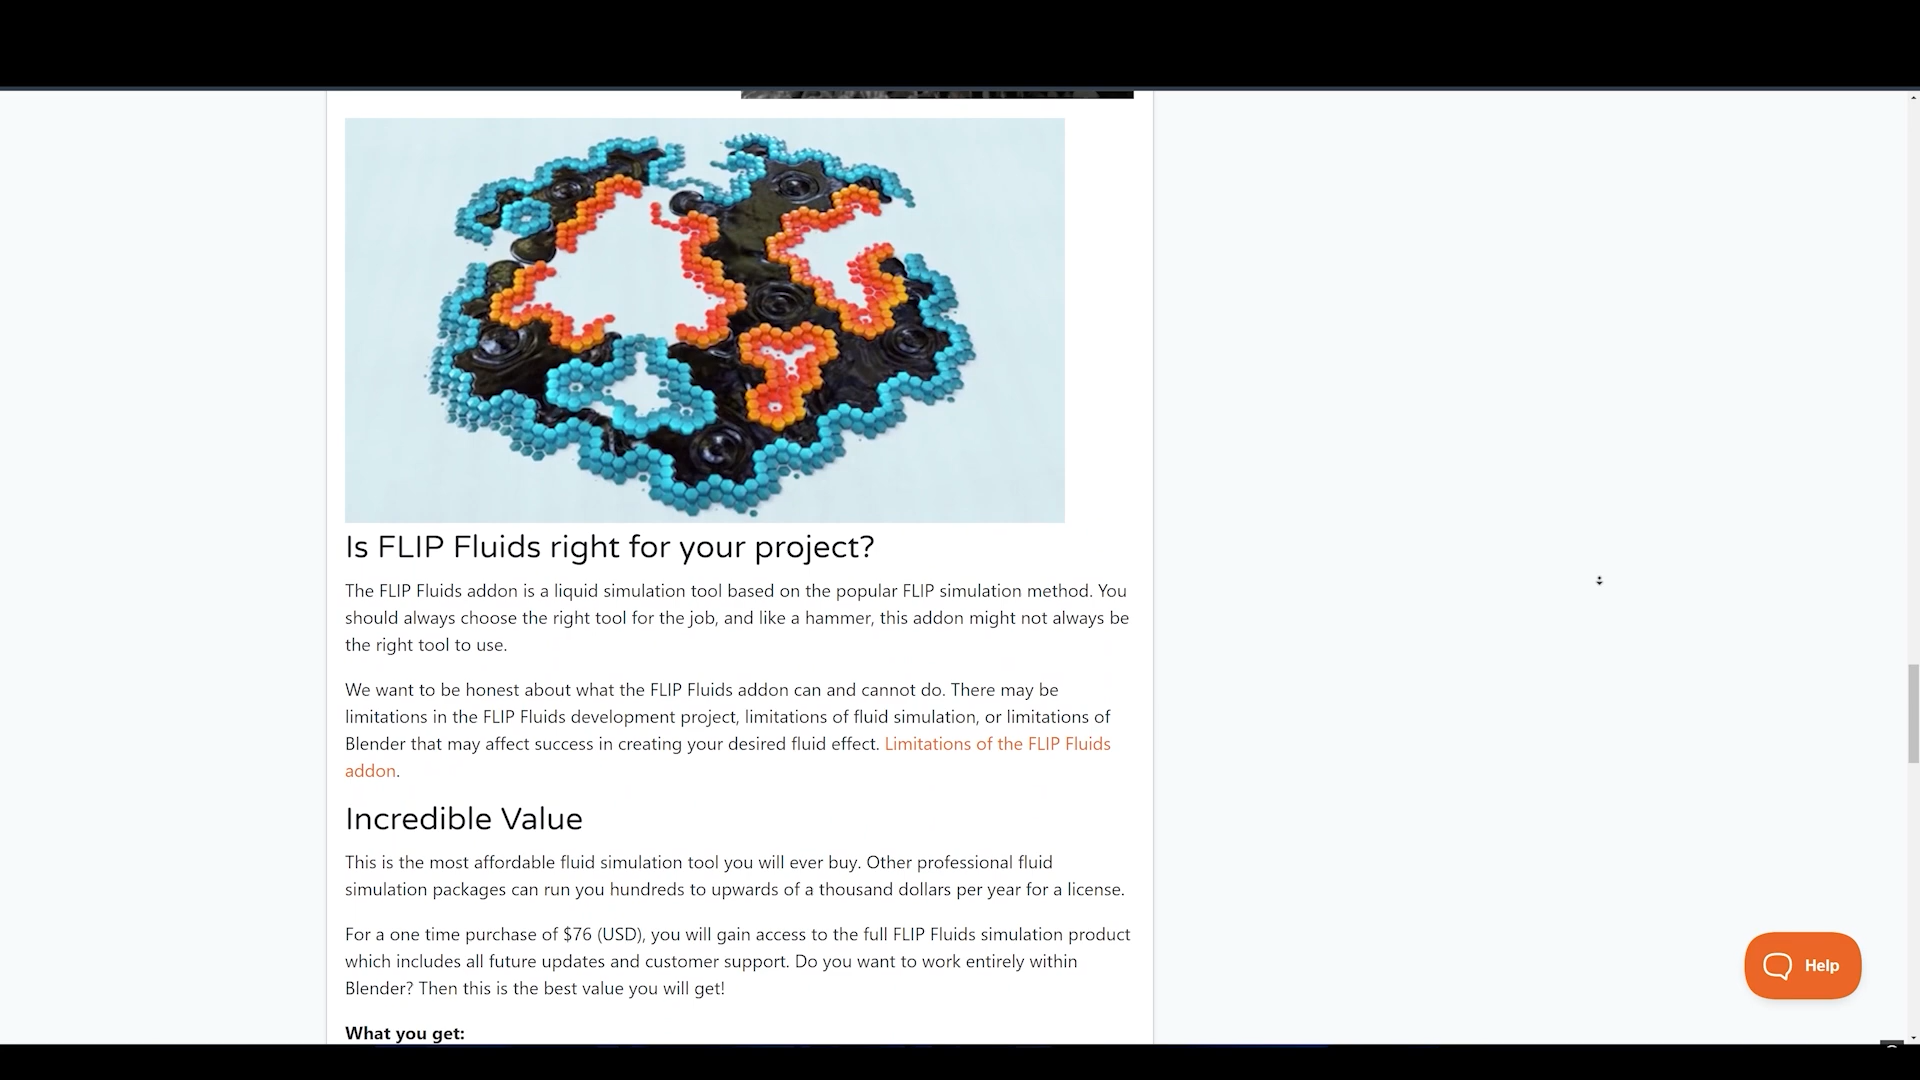 Is FLIP Fluids right for your project?
The FLIP Fluids addon is a liquid simulation tool based on the popular FLIP simulation method. You
should always choose the right tool for the job, and like a hammer, this addon might not always be
the right tool to use.
We want to be honest about what the FLIP Fluids addon can and cannot do. There may be
limitations in the FLIP Fluids development project, limitations of fluid simulation, or limitations of
Blender that may affect success in creating your desired fluid effect. Limitations of the FLIP Fluids
addon.
Incredible Value
This is the most affordable fluid simulation tool you will ever buy. Other professional fluid
simulation packages can run you hundreds to upwards of a thousand dollars per year for a license.
For a one time purchase of $76 (USD), you will gain access to the full FLIP Fluids simulation product
which includes all future updates and customer support. Do you want to work entirely within
Blender? Then this is the best value you will get!
Help
What you get: